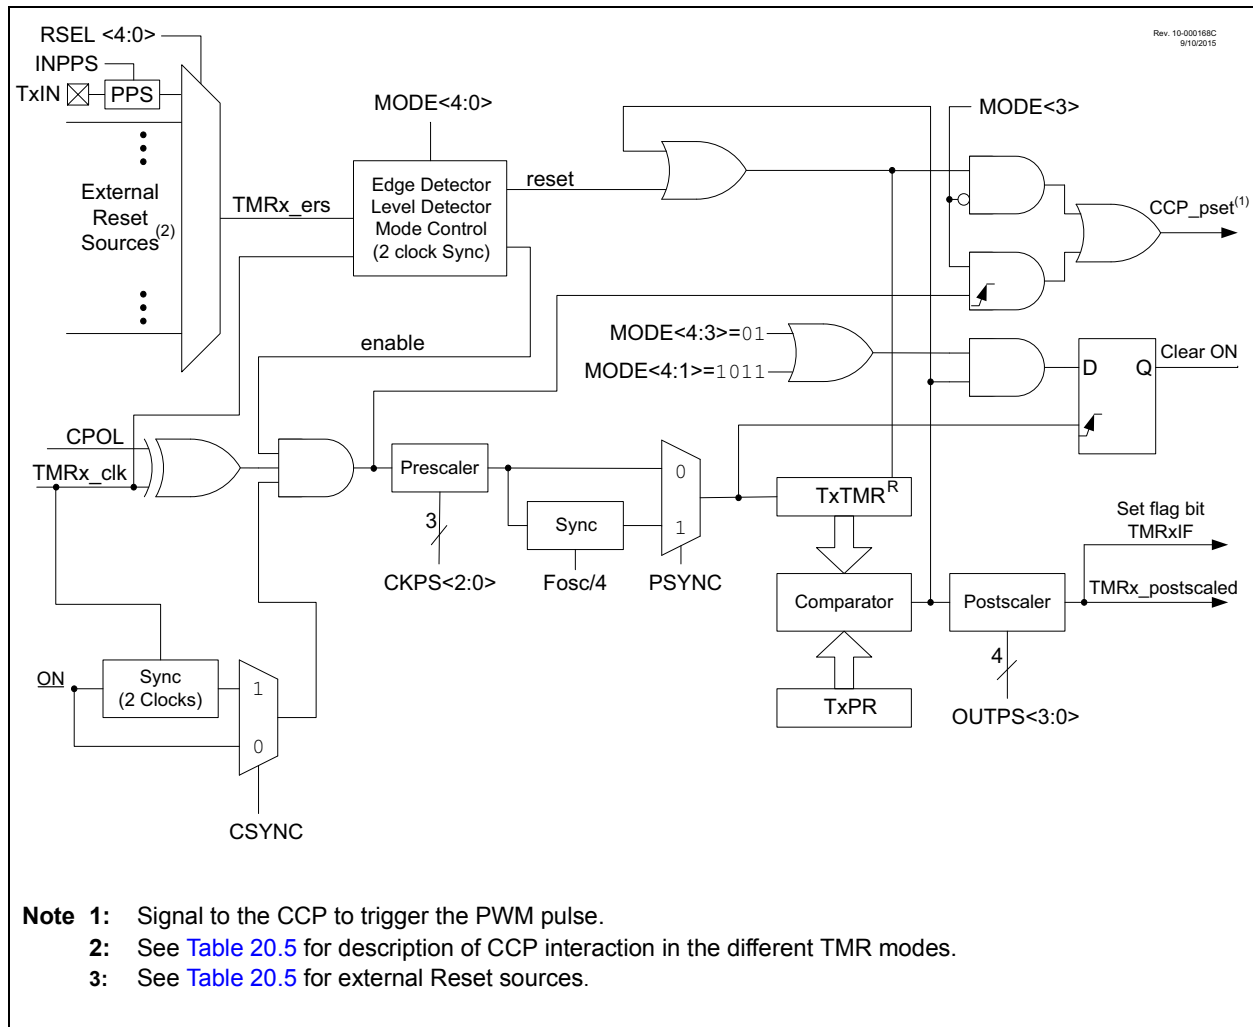 Rev. 10-000168C
9/10/2015
RSEL <4:0>
INPPS
TxIN
PPS
MODE<4:0>
MODE<3>
External
Reset
Sources(2)
TMRx_ers
Edge Detector
Level Detector
Mode Control
(2 clock Sync)
reset
CCP_pset(1)
enable
MODE<4:3>=01
MODE<4:1>=1011
D
Q
Clear ON
CPOL
TMRx_clk
Prescaler
0
1
TxTMR
R
3
Sync
Set flag bit
TMRxIF
CKPS<2:0>
Fosc/4
PSYNC
Comparator
Postscaler
TMRx_postscaled
4
ON
Sync
(2 Clocks)
1
0
TxPR
OUTPS<3:0>
CSYNC
Note 1: Signal to the CCP to trigger the PWM pulse.
2: See Table 20.5 for description of CCP interaction in the different TMR modes.
3: See Table 20.5 for external Reset sources.